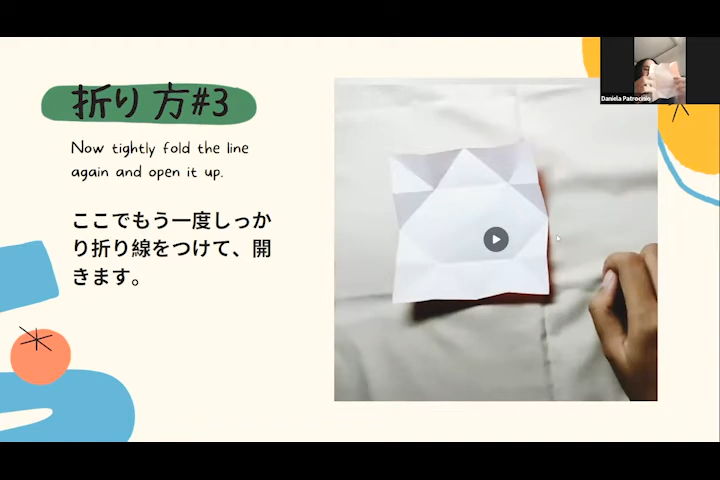 折り方#3
Now tightly fold the line
again and open it up.
ここでもう一度しっか
り折り線をつけて、開
きます。
Daniela Patrocinio